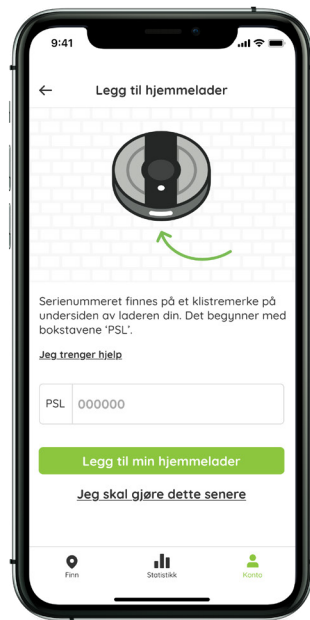 9:41
Legg til hjemmelader
Serienummeret finnes på et klistremerke på
undersiden av laderen din. Det begynner med
bokstavene ‘PSL’.
Jeg trenger hjelp
PSL 000000
Legg til min hjemmelader
Jeg skal gjøre dette senere
Finn Statistikk Konto